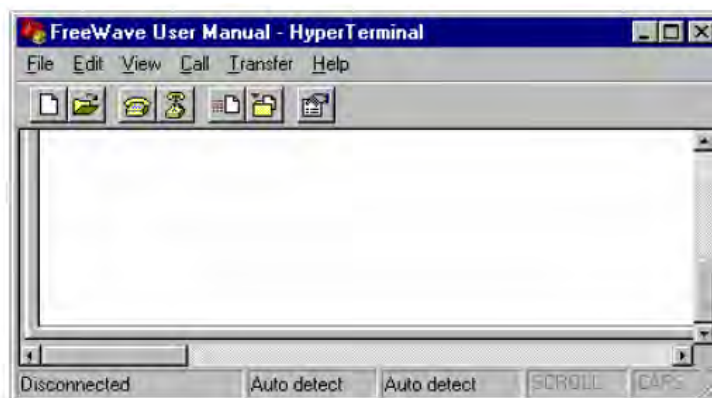 FreeWave User Manual - HyperTerminal
File Edit View Call Transfer Help
Disconnected Auto detect Auto detect SCROLL CAPS